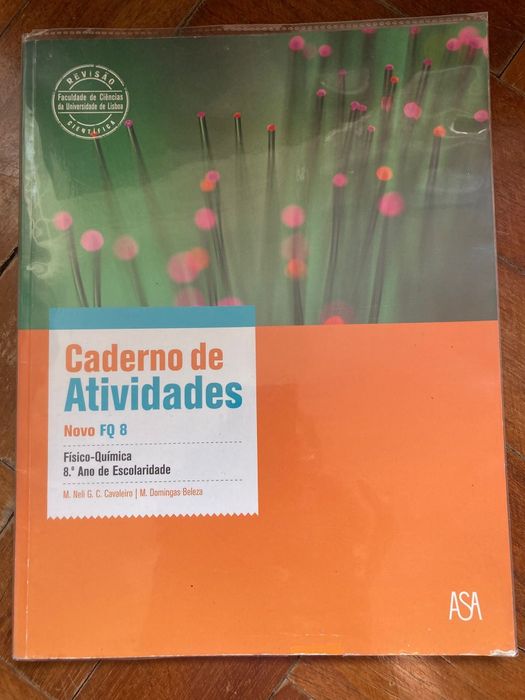 REVISÃO
Faculdade de Ciências
da Universidade de Lisboa
CIENTÍFICA
Caderno de
Atividades
Novo FQ 8
Físico-Química
8.º Ano de Escolaridade
M. Neli G. C. Cavaleiro | M. Domingas Beleza
ASA